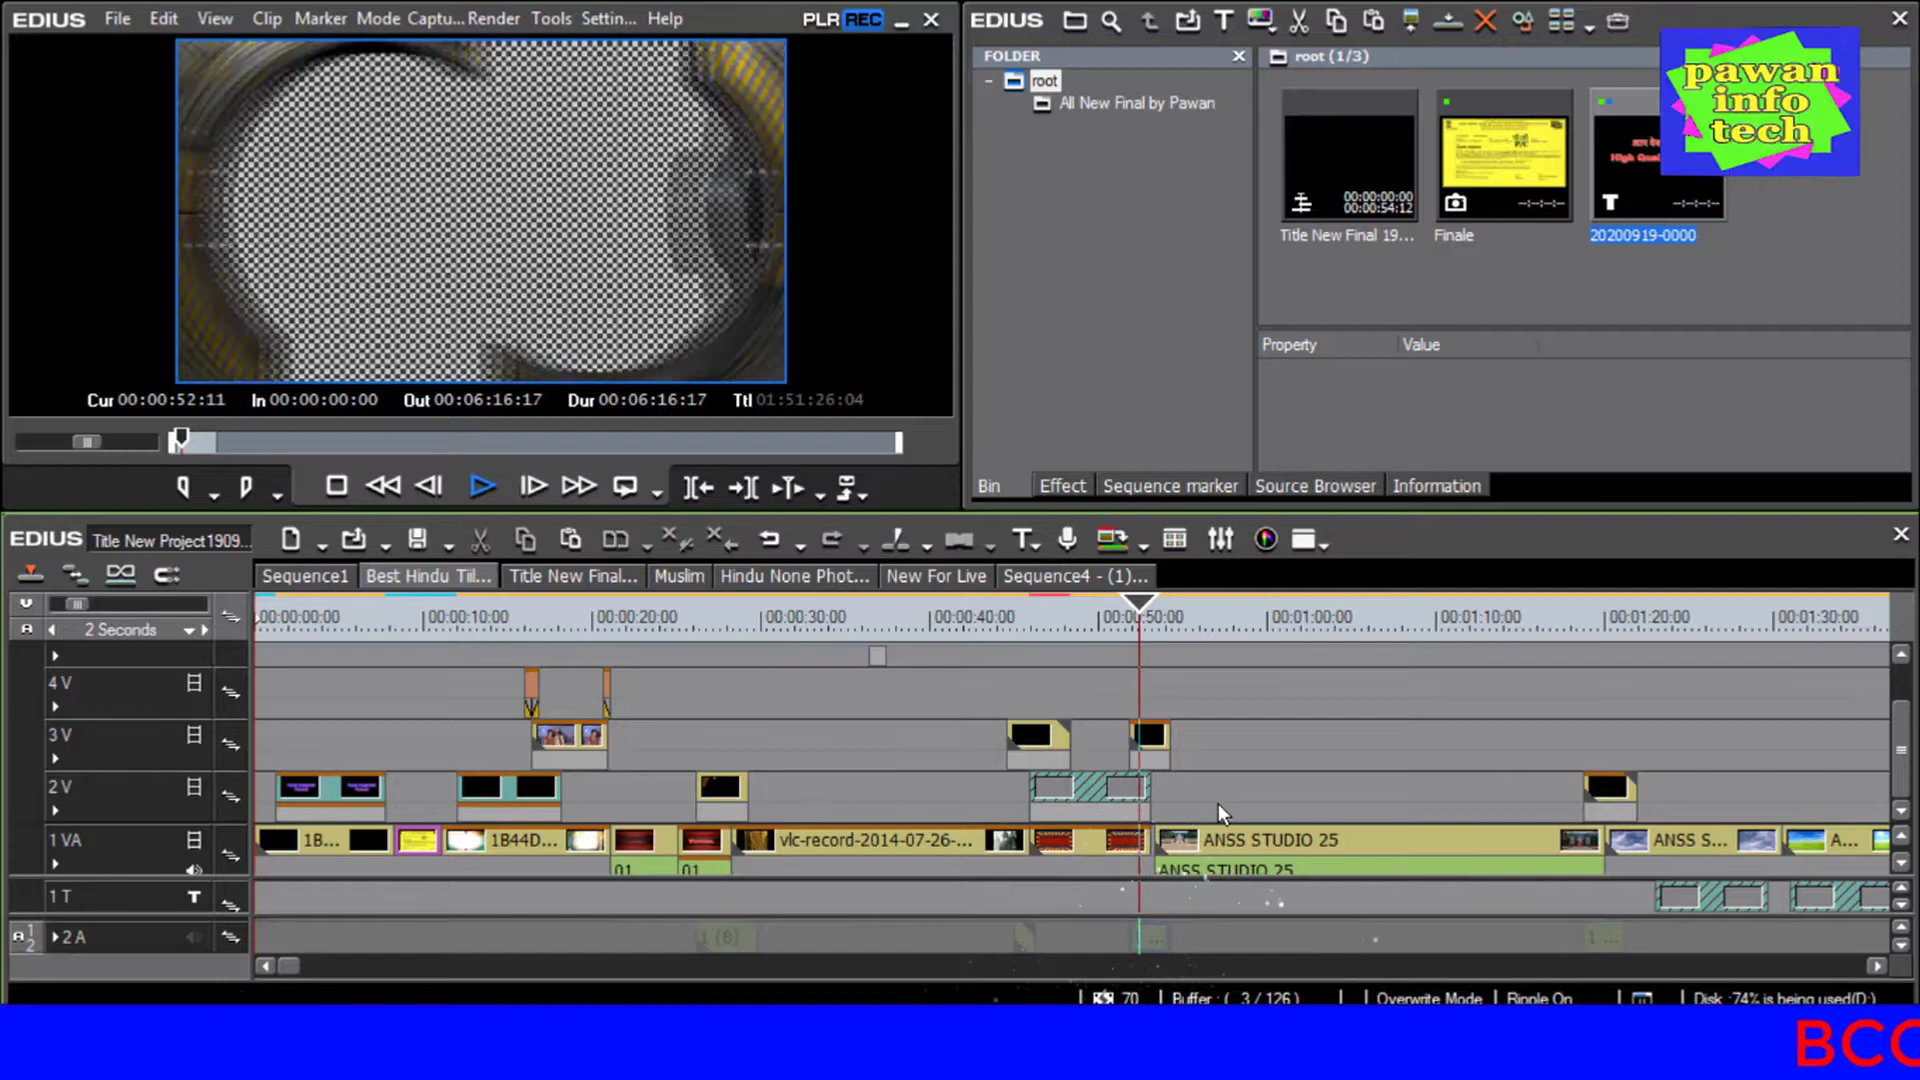 EDIUS File Edit View Clip Marker Mode Captu... Render Tools Settin... Help PLR REC
Cur 00:00:52:11 In 00:00:00:00 Out 00:06:16:17 Dur 00:06:16:17 Ttl 01:51:26:04
EDIUS T
FOLDER
root
All New Final by Pawan
root (1/3)
00:00:00:00
00:00:54:12
--:--:--:--
T --:--:--:--
Title New Final 19...
Finale
20200919-0000
pawan
info
tech
Property Value
Bin Effect Sequence marker Source Browser Information
EDIUS Title New Project1909... T
Sequence1 Best Hindu Til... Title New Final... Muslim Hindu None Phot... New For Live Sequence4 - (1)...
2 Seconds
00:00:00:00 00:00:10:00 00:00:20:00 00:00:30:00 00:00:40:00 00:00:50:00 00:01:00:00 00:01:10:00 00:01:20:00 00:01:30:00
4 V
3 V
2 V
1 VA 1B... 1B44D... vlc-record-2014-07-26-... ANSS STUDIO 25 ANSS S... A...
01 01 ANSS STUDIO 25
1 T T
A 1 2 2 A 1 (8) ... 1 ...
70 Buffer : ( 3 / 126 ) Overwrite Mode Ripple On Disk :74% is being used(D:)
BCC